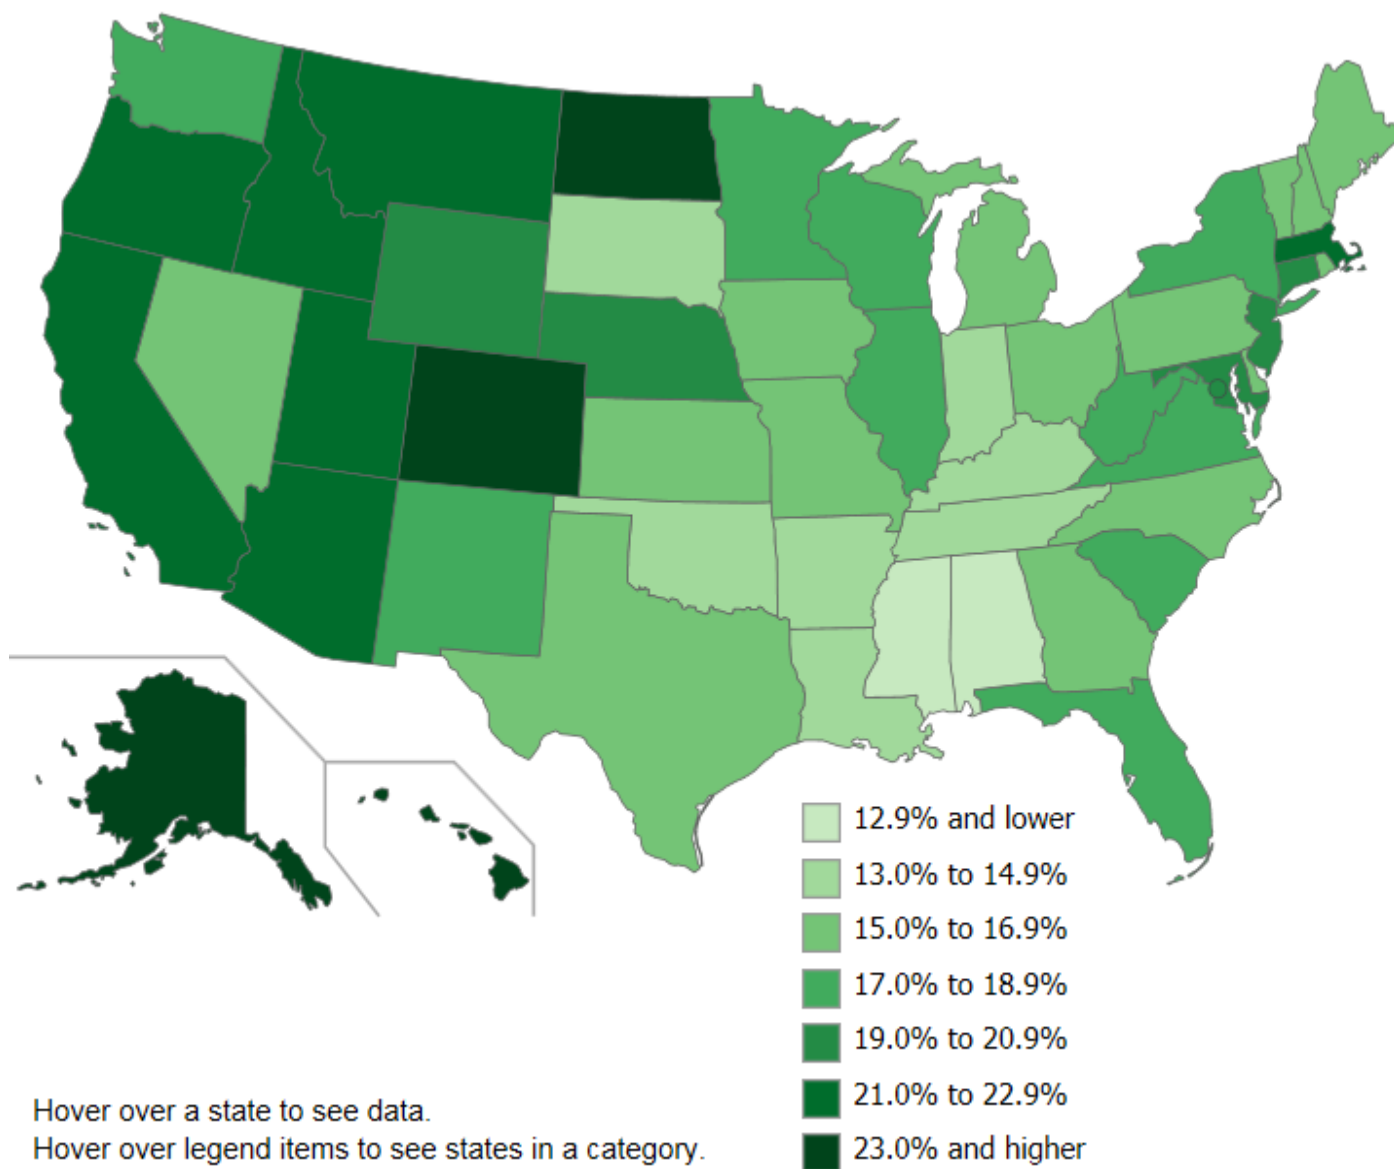 12.9% and lower
13.0% to 14.9%
15.0% to 16.9%
17.0% to 18.9%
19.0% to 20.9%
21.0% to 22.9%
23.0% and higher
Hover over a state to see data.
Hover over legend items to see states in a category.